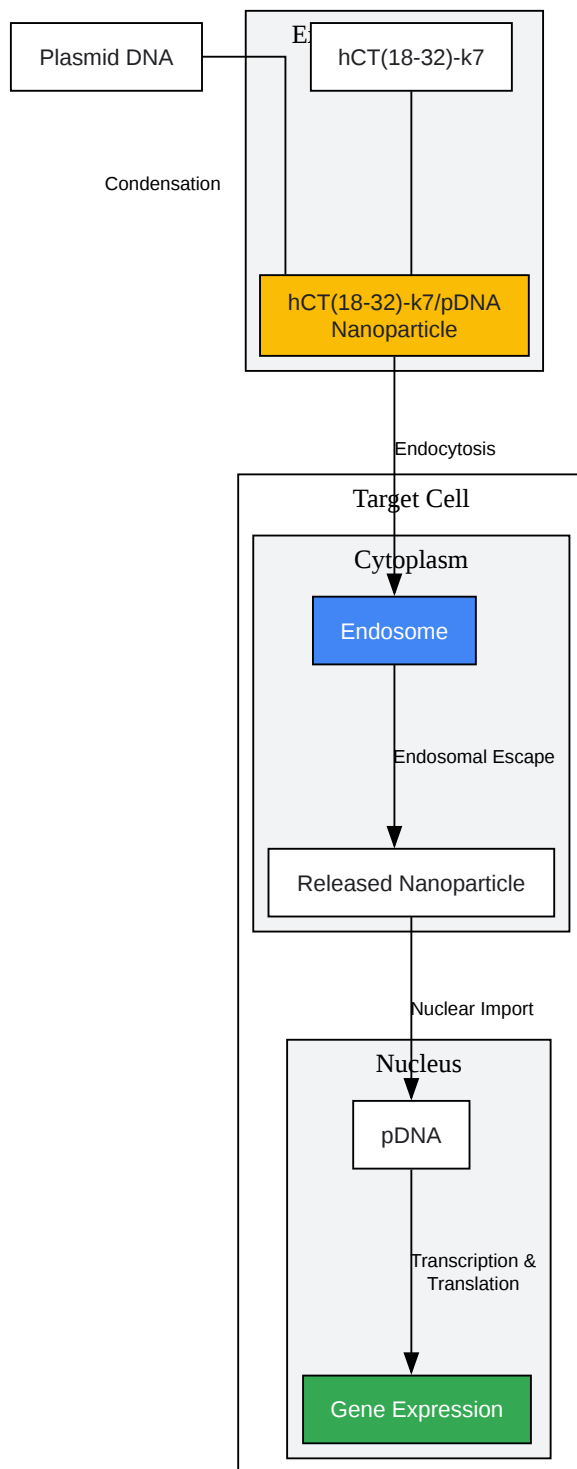 Plasmid DNA
hCT(18-32)-k7
Condensation
hCT(18-32)-k7/pDNA
Nanoparticle
Endocytosis
Target Cell
Cytoplasm
Endosome
Endosomal Escape
Released Nanoparticle
Nuclear Import
Nucleus
pDNA
Transcription &
Translation
Gene Expression